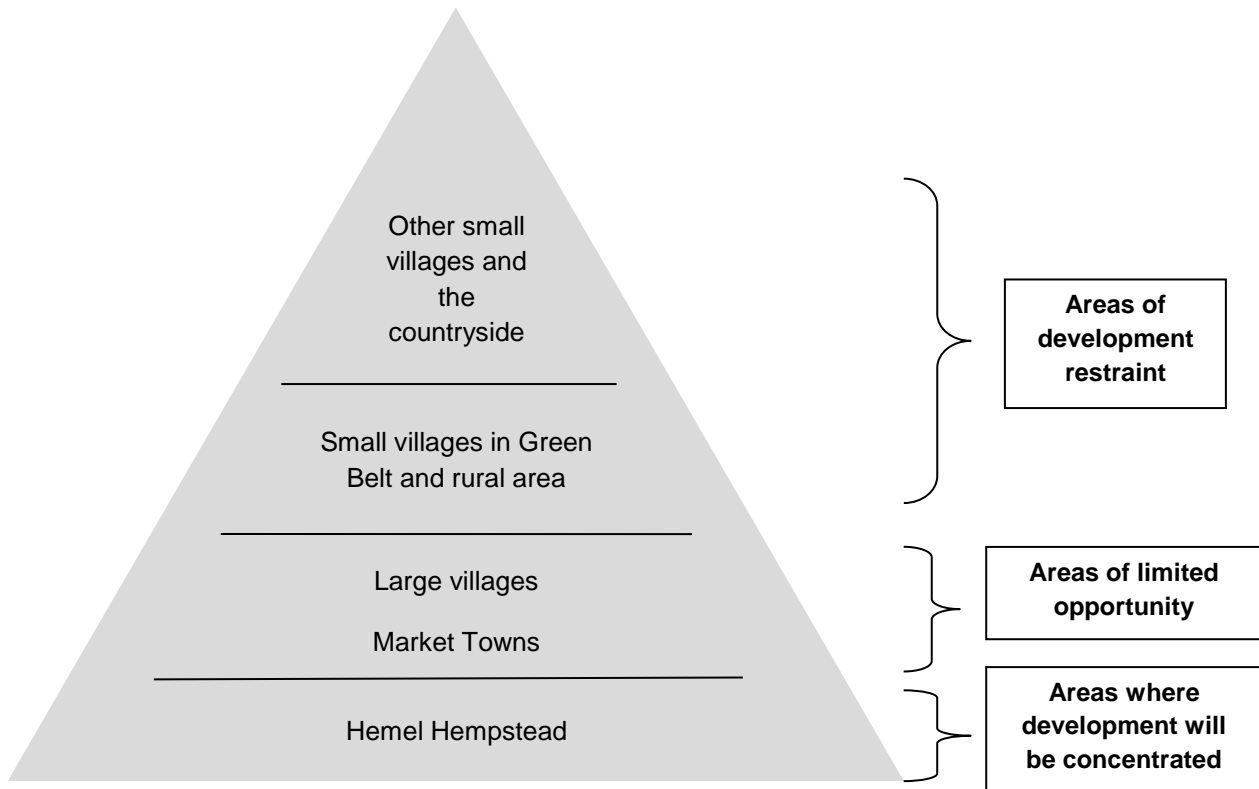 Other small
villages and
the
countryside
Areas of
development
restraint
Small villages in Green
Belt and rural area
Large villages
Market Towns
Areas of limited
opportunity
Hemel Hempstead
Areas where
development will
be concentrated